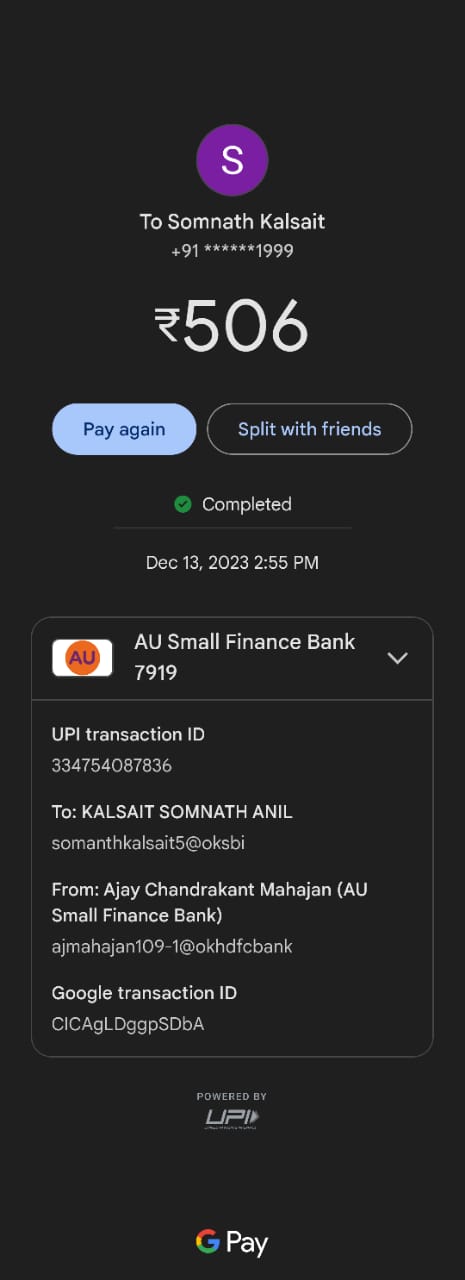 S
To Somnath Kalsait
+91 ******1999
₹506
Pay again
Split with friends
Completed
Dec 13, 2023 2:55 PM
AU
AU Small Finance Bank
7919
UPI transaction ID
334754087836
To: KALSAIT SOMNATH ANIL
somanthkalsait5@oksbi
From: Ajay Chandrakant Mahajan (AU
Small Finance Bank)
ajmahajan109-1@okhdfcbank
Google transaction ID
CICAgLDggpSDbA
POWERED BY
UPI
G Pay